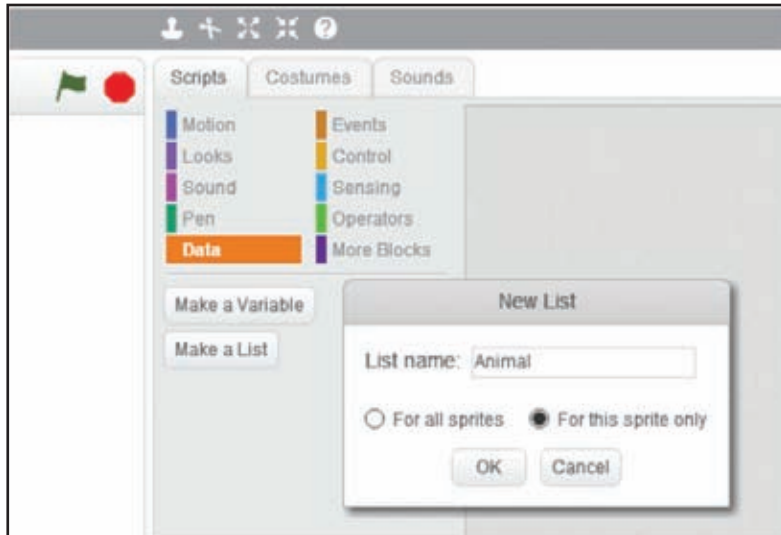 Scripts Costumes Sounds
Motion Events
Looks Control
Sound Sensing
Pen Operators
Data More Blocks
Make a Variable
Make a List
New List
List name: Animal
For all sprites For this sprite only
OK Cancel